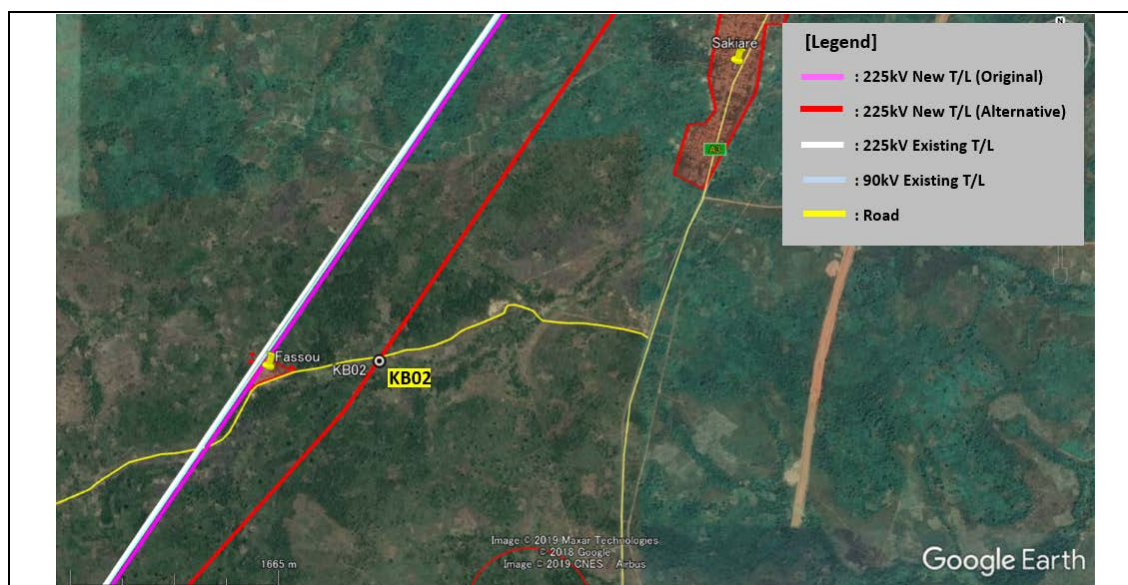 N
Sakiare
[Legend]
: 225kV New T/L (Original)
: 225kV New T/L (Alternative)
: 225kV Existing T/L
: 90kV Existing T/L
: Road
A3
Fassou
KB02
KB02
1665 m
Image © 2019 Maxar Technologies
© 2018 Google
Image © 2019 CNES / Airbus
Google Earth